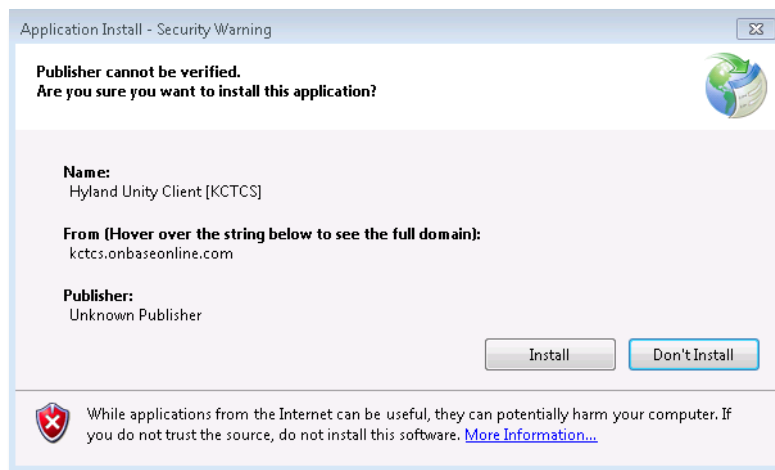 Application Install - Security Warning
Publisher cannot be verified.
Are you sure you want to install this application?
Name:
Hyland Unity Client [KCTCS]
From (Hover over the string below to see the full domain):
kctcs.onbaseonline.com
Publisher:
Unknown Publisher
Install
Don't Install
While applications from the Internet can be useful, they can potentially harm your computer. If
you do not trust the source, do not install this software. More Information...